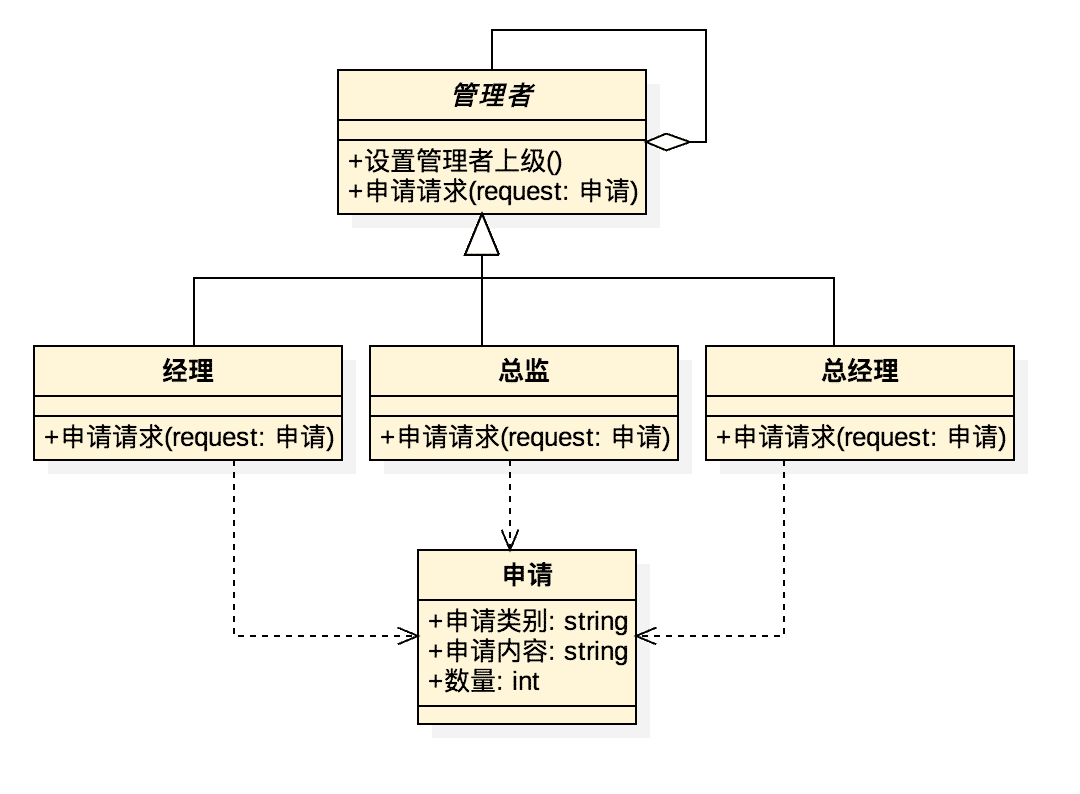 管理者
+设置管理者上级()
+申请请求(request: 申请)
经理
+申请请求(request: 申请)
总监
+申请请求(request: 申请)
总经理
+申请请求(request: 申请)
申请
+申请类别: string
+申请内容: string
+数量: int